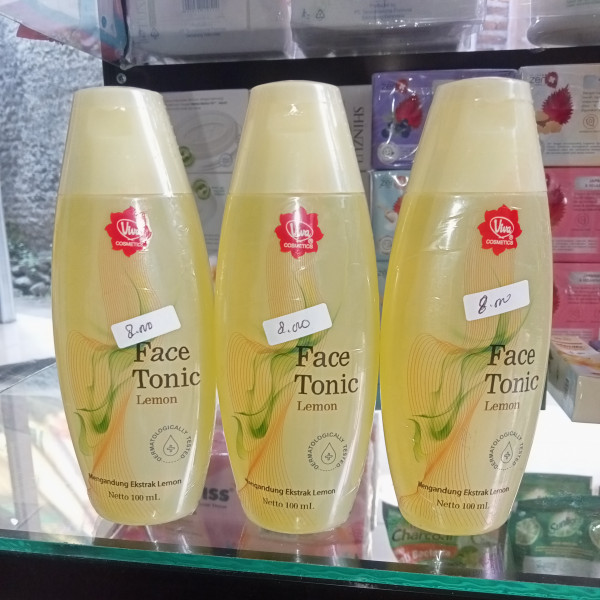 Viva
COSMETICS
8.000
Face
Tonic
Lemon
DERMATOLOGICALLY TESTED
Mengandung Ekstrak Lemon
Netto 100 mL
Viva
COSMETICS
8.000
Face
Tonic
Lemon
DERMATOLOGICALLY TESTED
Mengandung Ekstrak Lemon
Netto 100 mL
Viva
COSMETICS
8.000
Face
Tonic
Lemon
DERMATOLOGICALLY TESTED
Mengandung Ekstrak Lemon
Netto 100 mL
SHINZU